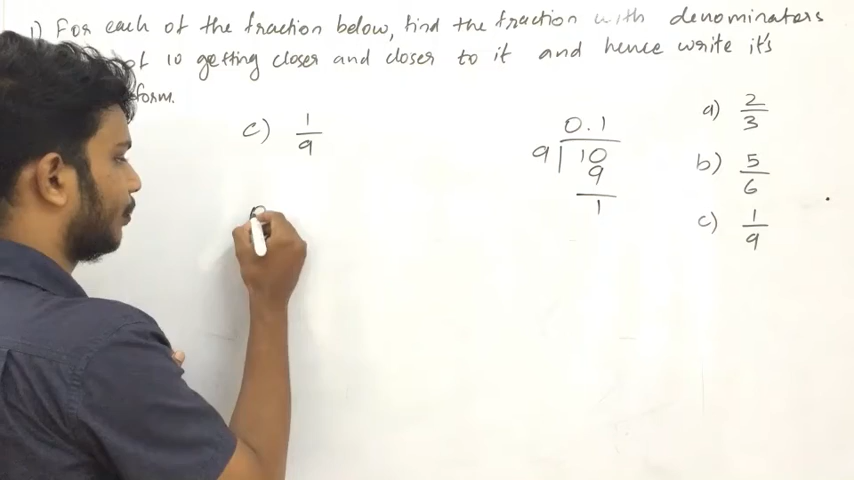 1) For each of the fraction below, find the fraction with denominators
of 10 getting closer and closer to it and hence write it's
form.
c) 1/9
0.1
9 | 10
9
1
a) 2/3
b) 5/6
c) 1/9